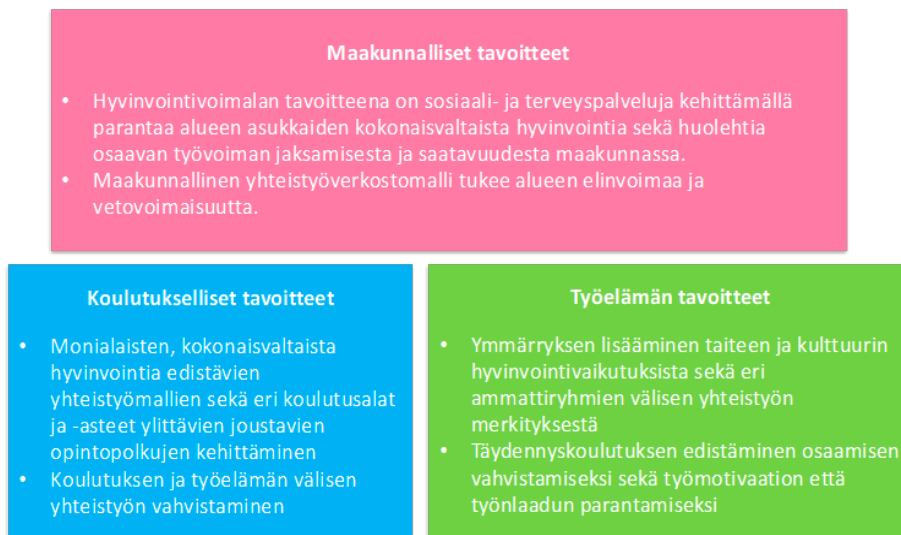 Maakunnalliset tavoitteet
• Hyvinvointivoimalan tavoitteena on sosiaali- ja terveyspalveluja kehittämällä
parantaa alueen asukkaiden kokonaisvaltaista hyvinvointia sekä huolehtia
osaavan työvoiman jaksamisesta ja saatavuudesta maakunnassa.
• Maakunnallinen yhteistyöverkostomalli tukee alueen elinvoimaa ja
vetovoimaisuutta.
Koulutukselliset tavoitteet
• Monialaisten, kokonaisvaltaista
hyvinvointia edistävien
yhteistyömallien sekä eri koulutusalat
ja -asteet ylittävien joustavien
opintopolkujen kehittäminen
• Koulutuksen ja työelämän välisen
yhteistyön vahvistaminen
Työelämän tavoitteet
• Ymmärryksen lisääminen taiteen ja kulttuurin
hyvinvointivaikutuksista sekä eri
ammattiryhmien välisen yhteistyön
merkityksestä
• Täydennyskoulutuksen edistäminen osaamisen
vahvistamiseksi sekä työmotivaation että
työnlaadun parantamiseksi